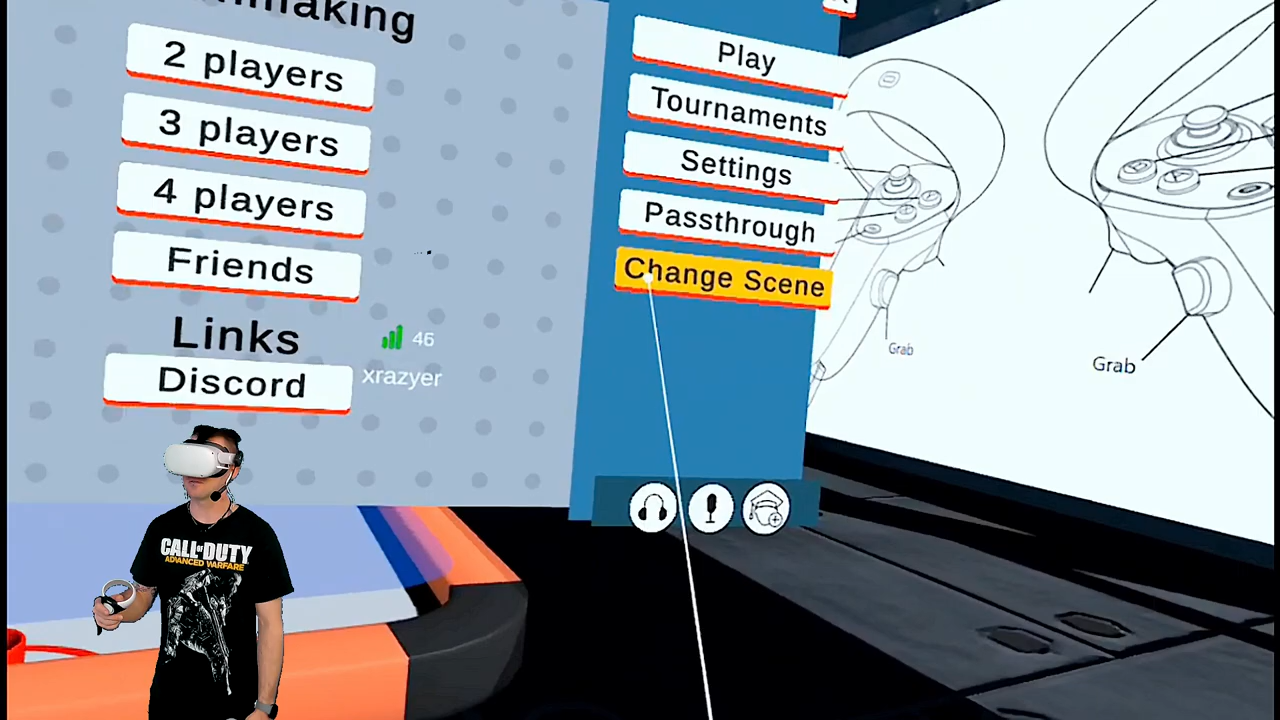 2 players
3 players
4 players
Friends
Links
46
xrazyer
Discord
Play
Tournaments
Settings
Passthrough
Change Scene
Grab
Grab
CALL OF DUTY
ADVANCED WARFARE